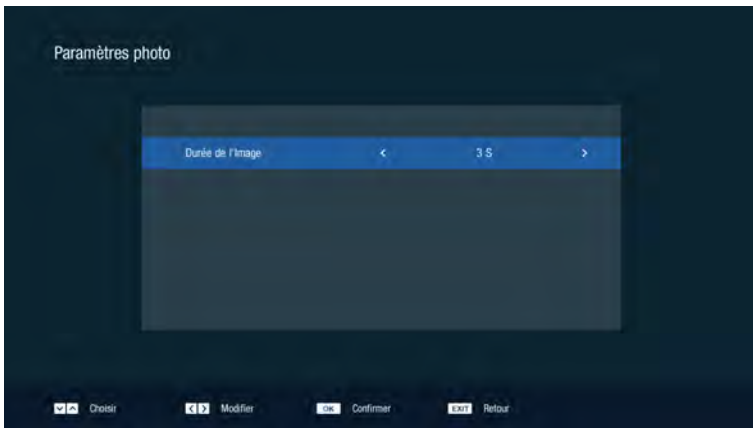 Paramètres photo
Durée de l'Image < 3 S >
Choisir Modifier OK Confirmer EXIT Retour